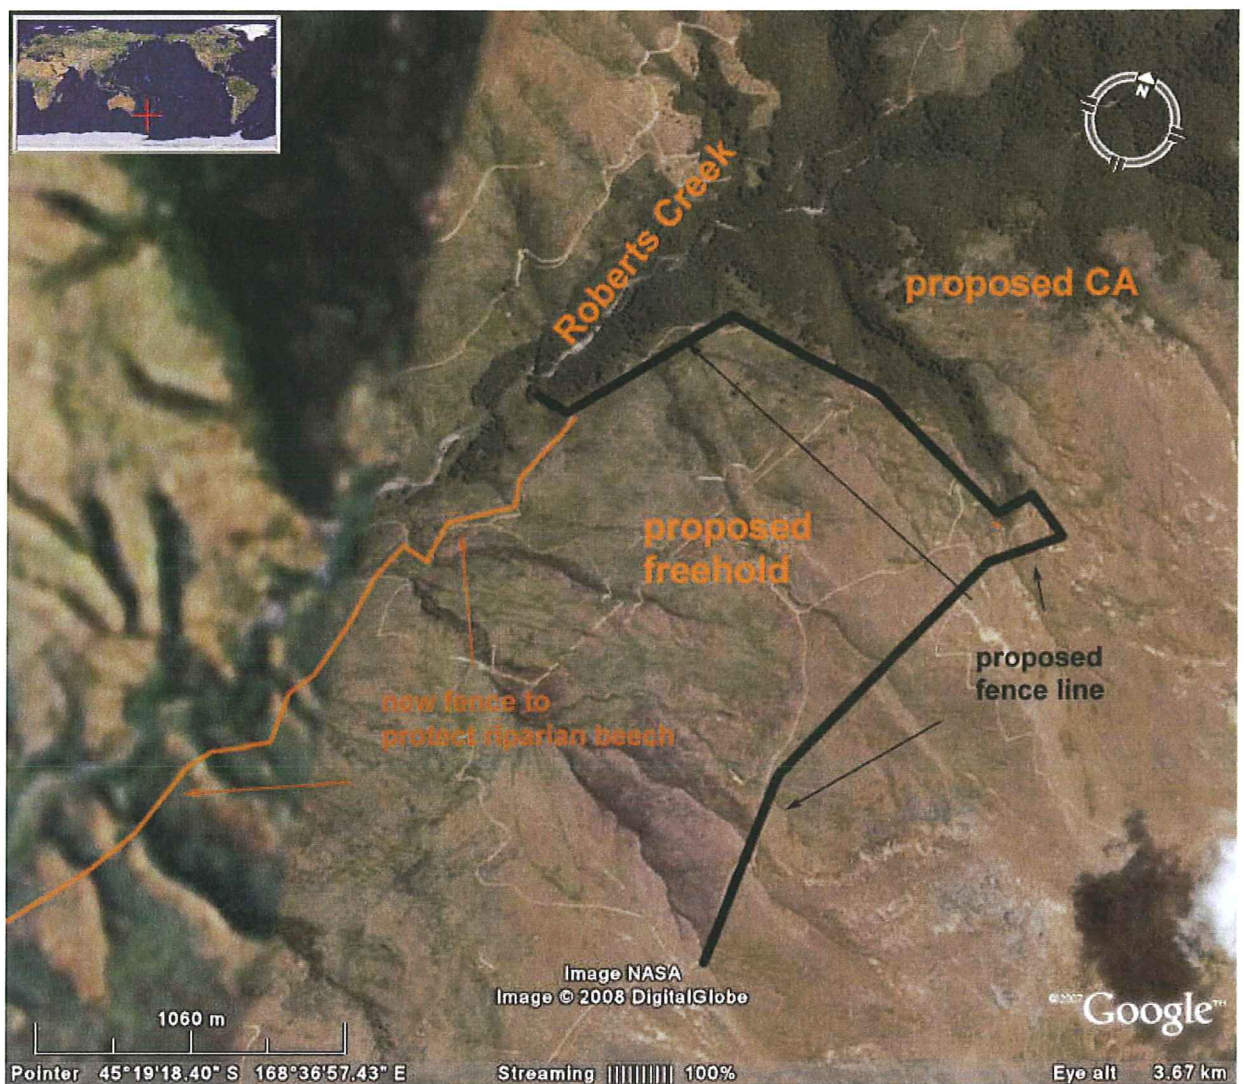 N
Roberts Creek
proposed CA
proposed
freehold
proposed
fence line
new fence to
protect riparian beech
Image NASA
Image © 2008 DigitalGlobe
©2007 Google™
1060 m
Pointer 45°19'18.40" S 168°36'57.43" E Streaming |||||||||| 100% Eye alt 3.67 km